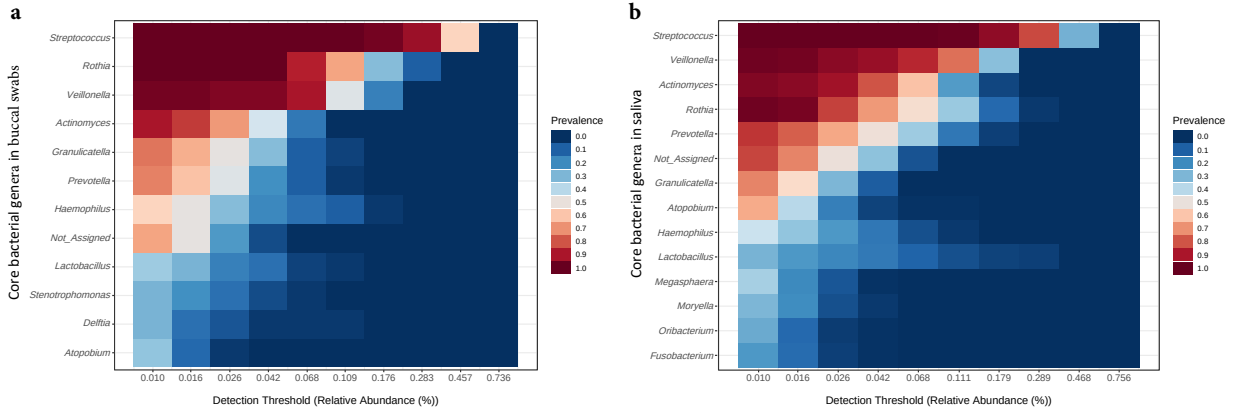 a
Core bacterial genera in buccal swabs
Streptococcus
Rothia
Veillonella
Actinomyces
Granulicatella
Prevotella
Haemophilus
Not_Assigned
Lactobacillus
Stenotrophomonas
Delftia
Atopobium
0.010 0.016 0.026 0.042 0.068 0.109 0.176 0.283 0.457 0.736
Detection Threshold (Relative Abundance (%))
Prevalence
0.0
0.1
0.2
0.3
0.4
0.5
0.6
0.7
0.8
0.9
1.0
b
Core bacterial genera in saliva
Streptococcus
Veillonella
Actinomyces
Rothia
Prevotella
Not_Assigned
Granulicatella
Atopobium
Haemophilus
Lactobacillus
Megasphaera
Moryella
Oribacterium
Fusobacterium
0.010 0.016 0.026 0.042 0.068 0.111 0.179 0.289 0.468 0.756
Detection Threshold (Relative Abundance (%))
Prevalence
0.0
0.1
0.2
0.3
0.4
0.5
0.6
0.7
0.8
0.9
1.0